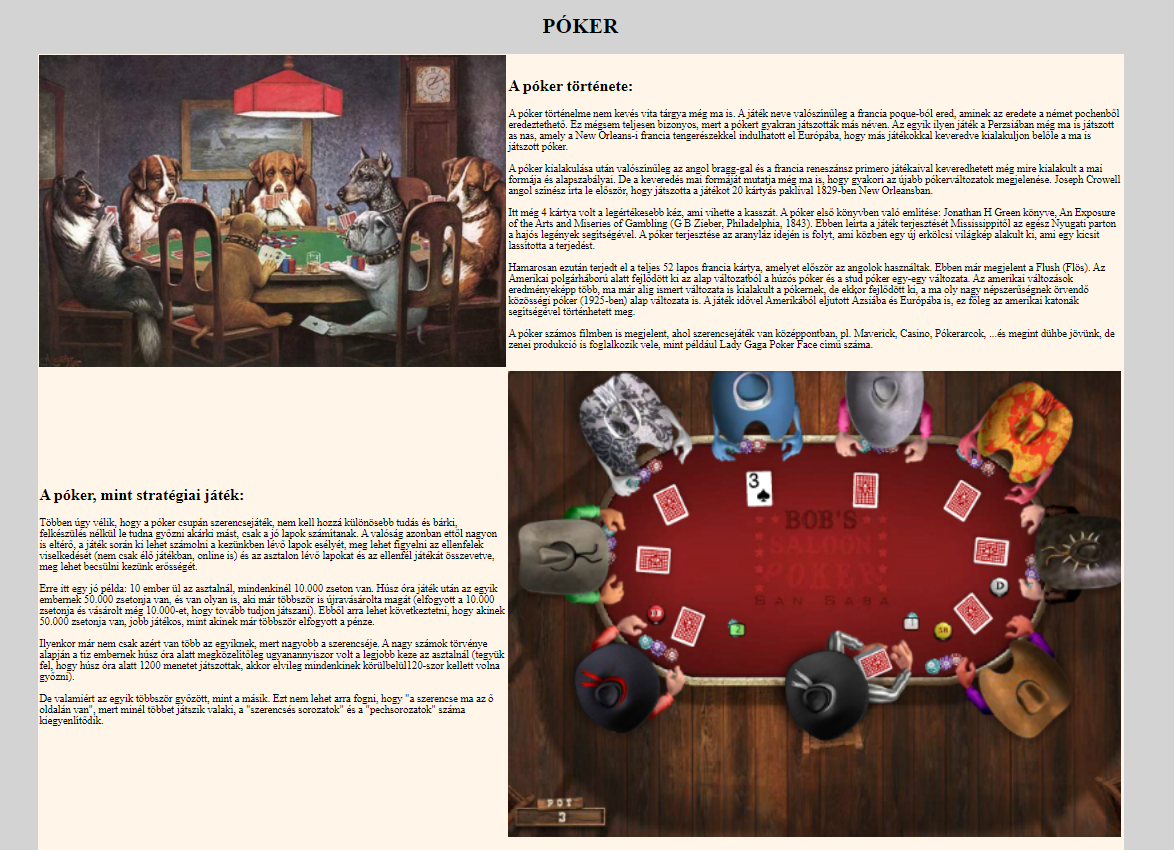 PÓKER
A póker története:
A póker történelme nem kevés vita tárgya még ma is. A játék neve valószínűleg a francia poque-ból ered, aminek az eredete a német pochenből
eredeztethető. Ez mégsem teljesen bizonyos, mert a pókert gyakran játszották más néven. Az egyik ilyen játék a Perzsiában még ma is játszott
as nas, amely a New Orleans-i francia tengerészekkel indulhatott el Európába, hogy más játékokkal keveredve kialakuljon belőle a ma is
játszott póker.
A póker kialakulása után valószínűleg az angol bragg-gal és a francia reneszánsz primero játékaival keveredhetett még mire kialakult a mai
formája és alapszabályai. De a keveredés mai formáját mutatja még ma is, hogy gyakori az újabb pókerváltozatok megjelenése. Joseph Crowell
angol színész írta le először, hogy játszotta a játékot 20 kártyás paklival 1829-ben New Orleansban.
Itt még 4 kártya volt a legértékesebb kéz, ami vihette a kasszát. A póker első könyvben való említése: Jonathan H Green könyve, An Exposure
of the Arts and Miseries of Gambling (G B Zieber, Philadelphia, 1843). Ebben leírta a játék terjesztését Mississippitől az egész Nyugati parton
a hajós legények segítségével. A póker terjesztése az aranyláz idején is folyt, ami közben egy új erkölcsi világkép alakult ki, ami egy kicsit
lassította a terjedést.
Hamarosan ezután terjedt el a teljes 52 lapos francia kártya, amelyet először az angolok használtak. Ebben már megjelent a Flush (Flös). Az
Amerikai polgárháború alatt fejlődött ki az alap változatból a húzós póker és a stud póker egy-egy változata. Az amerikai változások
eredményeképp több, ma már alig ismert változata is kialakult a pókernek, de ekkor fejlődött ki, a ma oly nagy népszerűségnek örvendő
közösségi póker (1925-ben) alap változata is. A játék idővel Amerikából eljutott Ázsiába és Európába is, ez főleg az amerikai katonák
segítségével történhetett meg.
A póker számos filmben is megjelent, ahol szerencsejáték van középpontban, pl. Maverick, Casino, Pókerarcok, ...és megint dühbe jövünk, de
zenei produkció is foglalkozik vele, mint például Lady Gaga Poker Face című száma.
A póker, mint stratégiai játék:
Többen úgy vélik, hogy a póker csupán szerencsejáték, nem kell hozzá különösebb tudás és bárki,
felkészülés nélkül le tudna győzni akárki mást, csak a jó lapok számítanak. A valóság azonban ettől nagyon
is eltérő, a játék során ki lehet számolni a kezünkben lévő lapok esélyét, meg lehet figyelni az ellenfelek
viselkedését (nem csak élő játékban, online is) és az asztalon lévő lapokat és az ellenfél játékát összevetve,
meg lehet becsülni kezünk erősségét.
Erre itt egy jó példa: 10 ember ül az asztalnál, mindenkinél 10.000 zseton van. Húsz óra játék után az egyik
embernek 50.000 zsetonja van, és van olyan is, aki már többször is újravásárolta magát (elfogyott a 10.000
zsetonja és vásárolt még 10.000-et, hogy tovább tudjon játszani). Ebből arra lehet következtetni, hogy akinek
50.000 zsetonja van, jobb játékos, mint akinek már többször elfogyott a pénze.
Ilyenkor már nem csak azért van több az egyiknek, mert nagyobb a szerencséje. A nagy számok törvénye
alapján a tíz embernek húsz óra alatt megközelítőleg ugyanannyiszor volt a legjobb keze az asztalnál (tegyük
fel, hogy húsz óra alatt 1200 menetet játszottak, akkor elvileg mindenkinek körülbelül120-szor kellett volna
győzni).
De valamiért az egyik többször győzött, mint a másik. Ezt nem lehet arra fogni, hogy "a szerencse ma az ő
oldalán van", mert minél többet játszik valaki, a "szerencsés sorozatok" és a "pechsorozatok" száma
kiegyenlítődik.
3
BOB'S
POKER
SAN SABA
D
POT
3